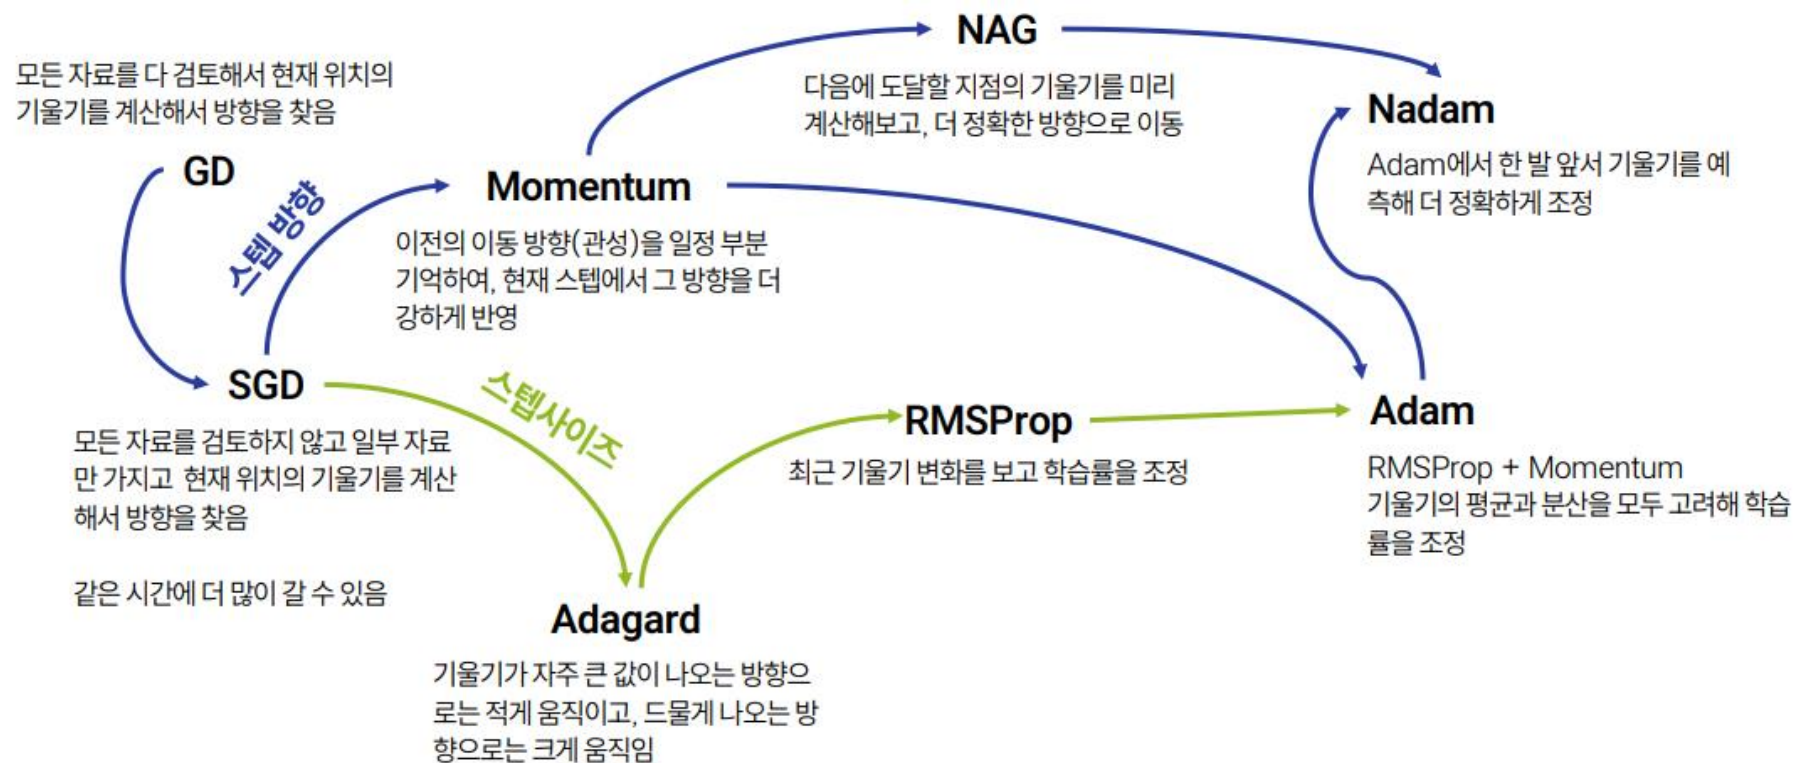 모든 자료를 다 검토해서 현재 위치의
기울기를 계산해서 방향을 찾음
GD
스텝 방향
SGD
모든 자료를 검토하지 않고 일부 자료
만 가지고 현재 위치의 기울기를 계산
해서 방향을 찾음
같은 시간에 더 많이 갈 수 있음
Momentum
이전의 이동 방향(관성)을 일정 부분
기억하여, 현재 스텝에서 그 방향을 더
강하게 반영
NAG
다음에 도달할 지점의 기울기를 미리
계산해보고, 더 정확한 방향으로 이동
Nadam
Adam에서 한 발 앞서 기울기를 예
측해 더 정확하게 조정
스텝사이즈
Adagard
기울기가 자주 큰 값이 나오는 방향으
로는 적게 움직이고, 드물게 나오는 방
향으로는 크게 움직임
RMSProp
최근 기울기 변화를 보고 학습률을 조정
Adam
RMSProp + Momentum
기울기의 평균과 분산을 모두 고려해 학습
률을 조정